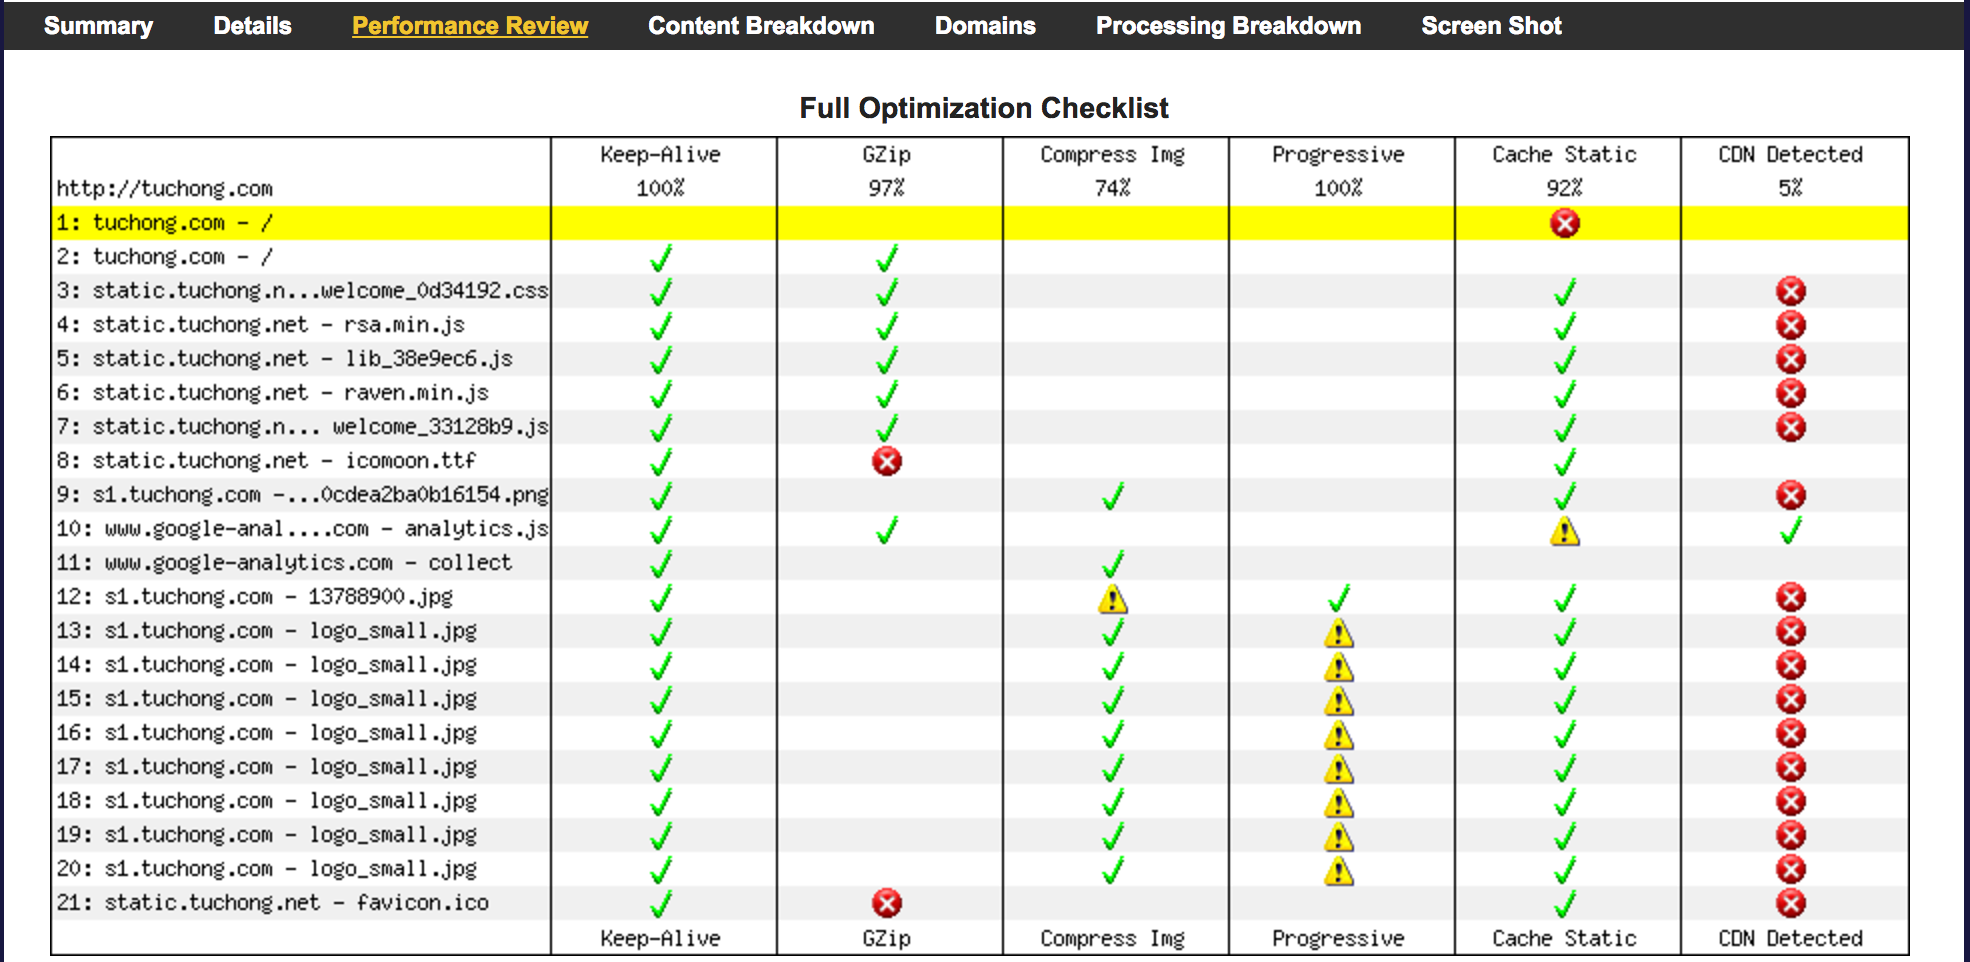 Summary Details Performance Review Content Breakdown Domains Processing Breakdown Screen Shot
Full Optimization Checklist
Keep-Alive GZip Compress Img Progressive Cache Static CDN Detected
http://tuchong.com 100% 97% 74% 100% 92% 5%
1: tuchong.com - /
2: tuchong.com - /
3: static.tuchong.n...welcome_0d34192.css
4: static.tuchong.net - rsa.min.js
5: static.tuchong.net - lib_38e9ec6.js
6: static.tuchong.net - raven.min.js
7: static.tuchong.n... welcome_33128b9.js
8: static.tuchong.net - icomoon.ttf
9: s1.tuchong.com -...0cdea2ba0b16154.png
10: www.google-anal....com - analytics.js
11: www.google-analytics.com - collect
12: s1.tuchong.com - 13788900.jpg
13: s1.tuchong.com - logo_small.jpg
14: s1.tuchong.com - logo_small.jpg
15: s1.tuchong.com - logo_small.jpg
16: s1.tuchong.com - logo_small.jpg
17: s1.tuchong.com - logo_small.jpg
18: s1.tuchong.com - logo_small.jpg
19: s1.tuchong.com - logo_small.jpg
20: s1.tuchong.com - logo_small.jpg
21: static.tuchong.net - favicon.ico
Keep-Alive GZip Compress Img Progressive Cache Static CDN Detected